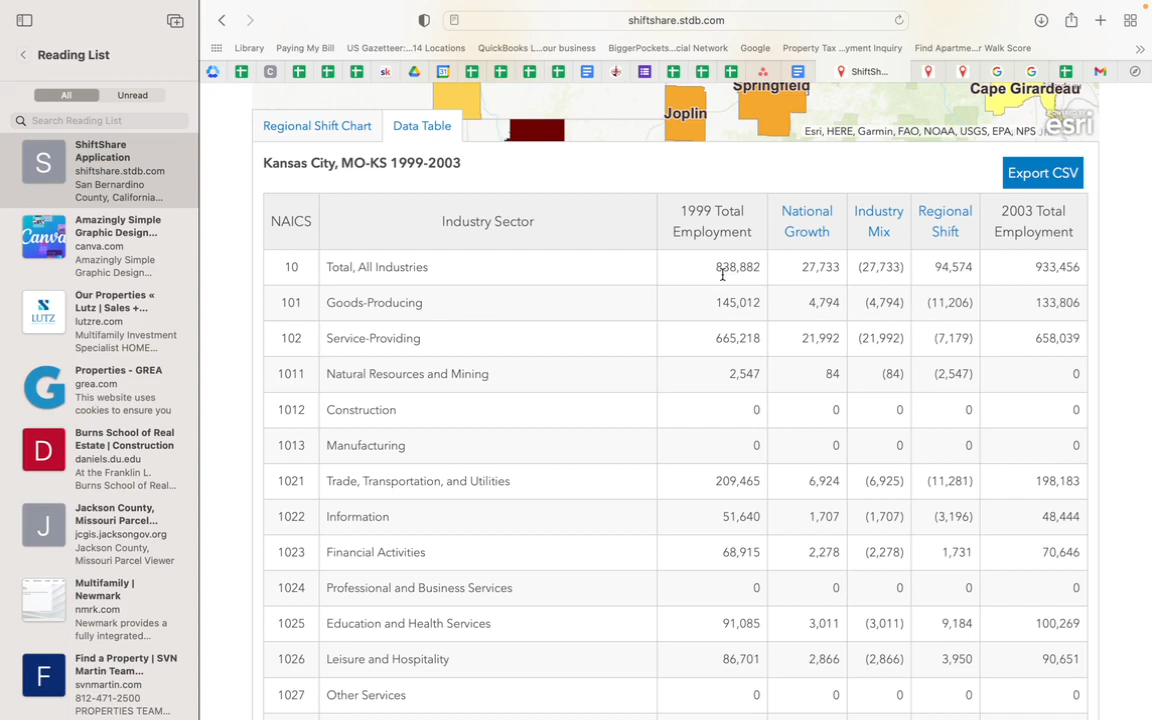 shiftshare.stdb.com
Library Paying My Bill US Gazetteer:...14 Locations QuickBooks L...our business BiggerPockets...cial Network Google Property Tax ...yment Inquiry Find Apartme...r Walk Score
ShiftSh...
Reading List
All Unread
Search Reading List
S
ShiftShare
Application
shiftshare.stdb.com
San Bernardino
County, California...
Canva
Amazingly Simple
Graphic Design...
canva.com
Amazingly Simple
Graphic Design...
LUTZ
Our Properties «
Lutz | Sales +...
lutzre.com
Multifamily Investment
Specialist HOME...
G
Properties - GREA
grea.com
This website uses
cookies to ensure you
D
Burns School of Real
Estate | Construction
daniels.du.edu
At the Franklin L.
Burns School of Real...
J
Jackson County,
Missouri Parcel...
jcgis.jacksongov.org
Jackson County,
Missouri Parcel Viewer
Multifamily |
Newmark
nmrk.com
Newmark provides a
fully integrated...
F
Find a Property | SVN
Martin Team...
svnmartin.com
812-471-2500
PROPERTIES TEAM...
Springfield
Cape Girardeau
Joplin
Esri, HERE, Garmin, FAO, NOAA, USGS, EPA, NPS
esri
Regional Shift Chart Data Table
Kansas City, MO-KS 1999-2003
Export CSV
NAICS Industry Sector 1999 Total Employment National Growth Industry Mix Regional Shift 2003 Total Employment
10 Total, All Industries 838,882 27,733 (27,733) 94,574 933,456
101 Goods-Producing 145,012 4,794 (4,794) (11,206) 133,806
102 Service-Providing 665,218 21,992 (21,992) (7,179) 658,039
1011 Natural Resources and Mining 2,547 84 (84) (2,547) 0
1012 Construction 0 0 0 0 0
1013 Manufacturing 0 0 0 0 0
1021 Trade, Transportation, and Utilities 209,465 6,924 (6,925) (11,281) 198,183
1022 Information 51,640 1,707 (1,707) (3,196) 48,444
1023 Financial Activities 68,915 2,278 (2,278) 1,731 70,646
1024 Professional and Business Services 0 0 0 0 0
1025 Education and Health Services 91,085 3,011 (3,011) 9,184 100,269
1026 Leisure and Hospitality 86,701 2,866 (2,866) 3,950 90,651
1027 Other Services 0 0 0 0 0